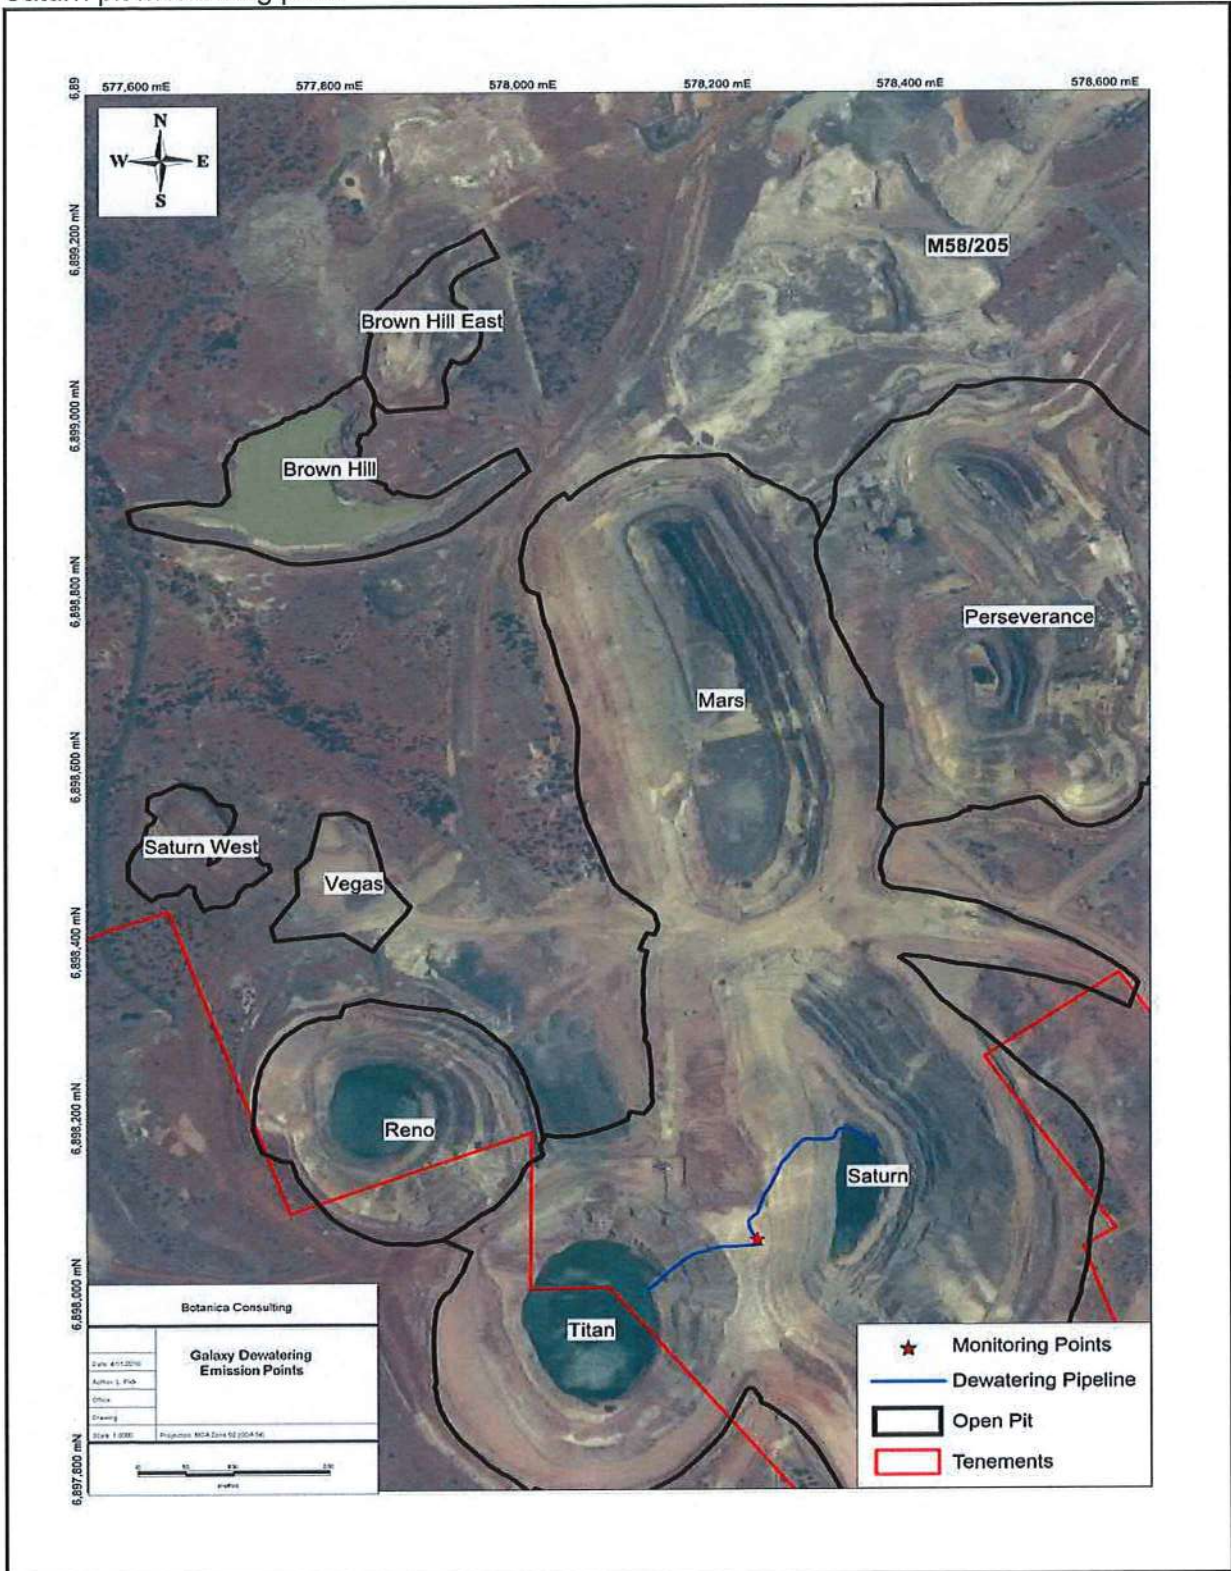 577,600 mE
577,800 mE
578,000 mE
578,200 mE
578,400 mE
578,600 mE
6,89
N
W E
S
6,899,200 mN
M58/205
Brown Hill East
6,899,000 mN
Brown Hill
6,898,800 mN
Perseverance
Mars
6,898,600 mN
Saturn West
Vegas
6,898,400 mN
6,898,200 mN
Reno
Saturn
6,898,000 mN
Titan
Botanica Consulting
Galaxy Dewatering
Emission Points
Office
Drawing
Monitoring Points
Dewatering Pipeline
Open Pit
Tenements
6,897,800 mN